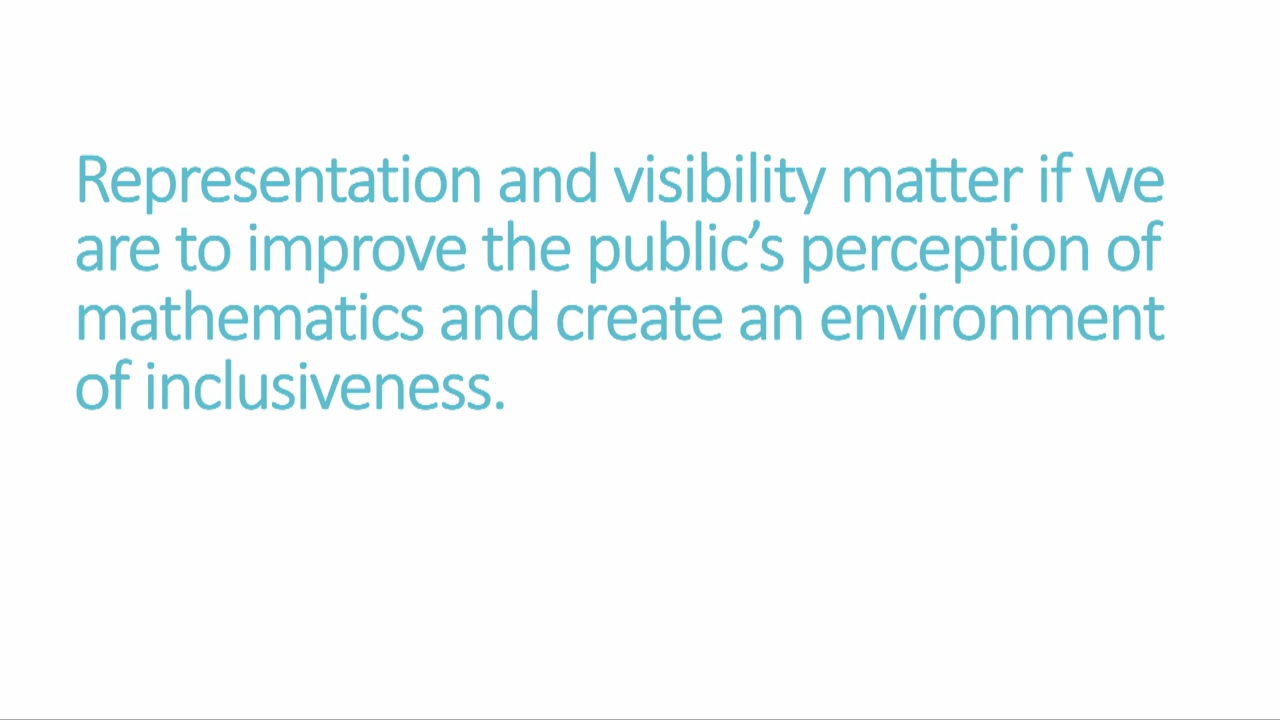 Representation and visibility matter if we
are to improve the public’s perception of
mathematics and create an environment
of inclusiveness.